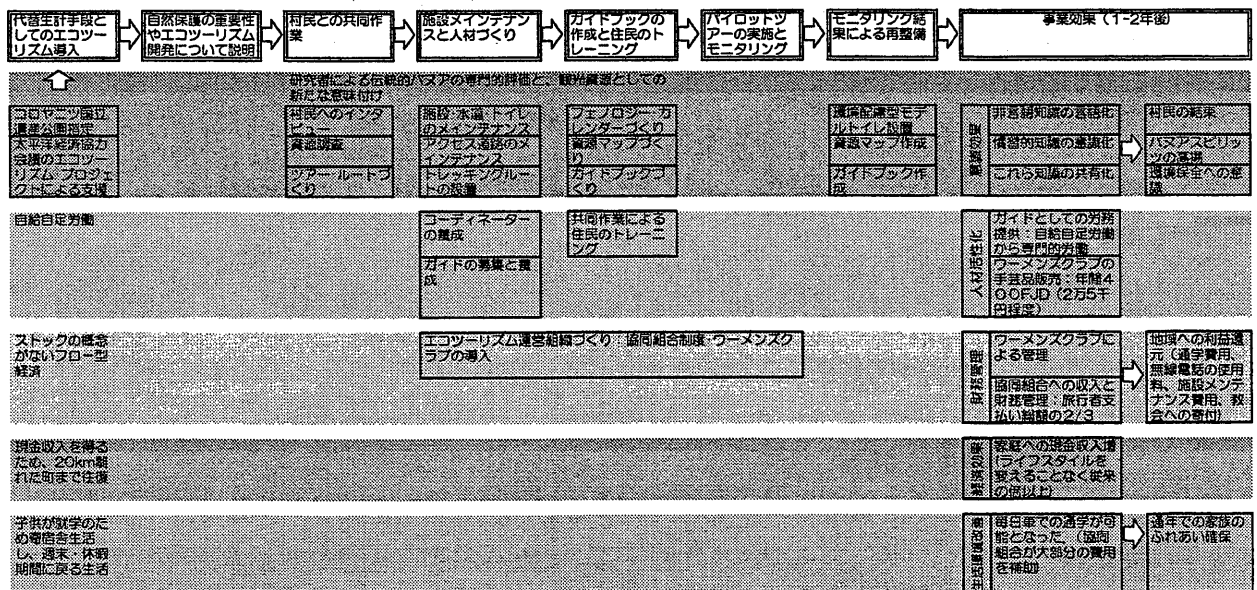 代替生計手段と
してのエコツー
リズム導入
自然保護の重要性
やエコツーリズム
開発について説明
村民との共同作
業
施設メインテナン
スと人材づくり
ガイドブックの
作成と住民のト
レーニング
パイロットツ
アーの実施と
モニタリング
モニタリング結
果による再整備
事業効果(1-2年後)
研究者による伝統的バヌアの専門的評価と、観光資源としての
新たな意味付け
コロヤニツ国立
遺産公園指定
太平洋経済協力
会議のエコツー
リズム・プロジェ
クトによる支援
村民へのインタ
ビュー
資源調査
ツアー・ルートづ
くり
施設・水道・トイレ
のメインテナンス
アクセス道路のメ
インテナンス
トレッキングルー
トの設置
フェノロジー・カ
レンダーづくり
資源マップづく
り
ガイドブックづ
くり
環境配慮型モデ
ルトイレ設置
資源マップ作成
ガイドブック作
成
非言語知識の言語化
慣習的知識の意識化
これら知識の共有化
村民の結束
バヌアスピリッ
ツの高揚
環境保全への意
識
自給自足労働
コーディネーター
の養成
ガイドの募集と養
成
共同作業による
住民のトレーニ
ング
人材活性化
ガイドとしての労務
提供:自給自足労働
から専門的労働
ウーメンズクラブの
手芸品販売:年間4
00FJD(2万5千
円程度)
ストックの概念
がないフロー型
経済
エコツーリズム運営組織づくり:協同組合制度・ウーメンズク
ラブの導入
財務管理
ウーメンズクラブに
よる管理
協同組合への収入と
財務管理:旅行者支
払い総額の2/3
地域への利益還
元(通学費用、
無線電話の使用
料、施設メンテ
ナンス費用、教
会への寄付)
現金収入を得る
ため、20km離
れた町まで往復
経済効果
家庭への現金収入増
(ライフスタイルを
変えることなく従来
の倍以上)
子供が就学のた
め寄宿舎生活
し、週末・休暇
期間に戻る生活
生活環境改善
毎日車での通学が可
能となった(協同
組合が大部分の費用
を補助)
通年での家族の
ふれあい確保